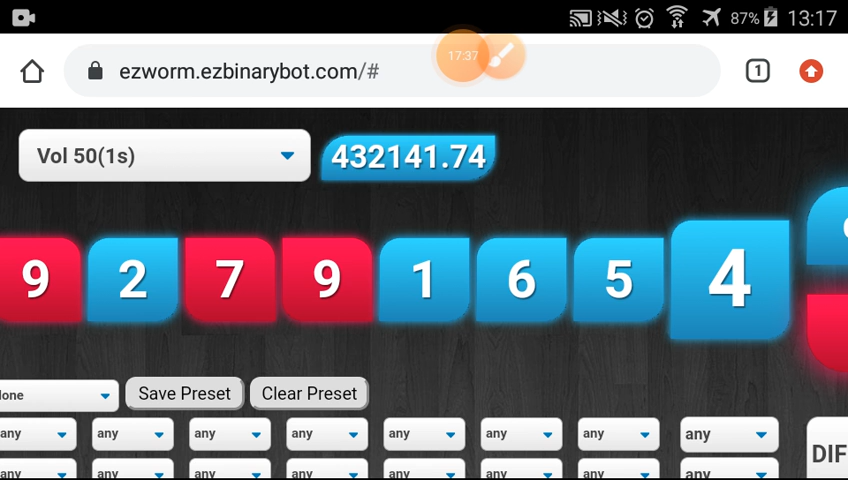 87% 13:17
17:37
ezworm.ezbinarybot.com/# 1
Vol 50(1s) 432141.74
9 2 7 9 1 6 5 4
Save Preset Clear Preset
any any any any any any any any
DIF
any any any any any any any any